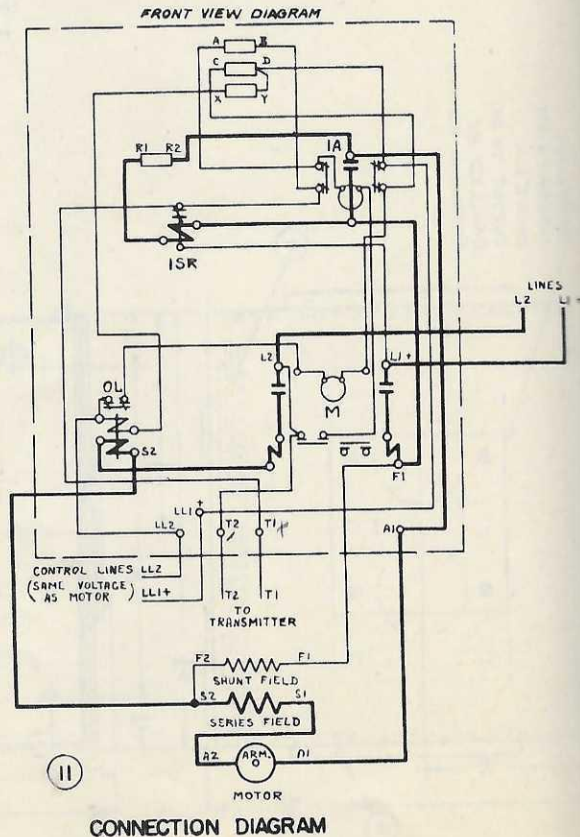 FRONT VIEW DIAGRAM
A B
C D
X Y
R1 R2
1A
1SR
LINES
L2 L1+
L2 L1+
OL
M
S2
F1
LL1+
LL2 T2 T1 A1
CONTROL LINES LL2
(SAME VOLTAGE AS MOTOR) LL1+
T2 T1
TO
TRANSMITTER
F2 F1
SHUNT FIELD
S2 S1
SERIES FIELD
A2 ARM. A1
MOTOR
11
CONNECTION DIAGRAM